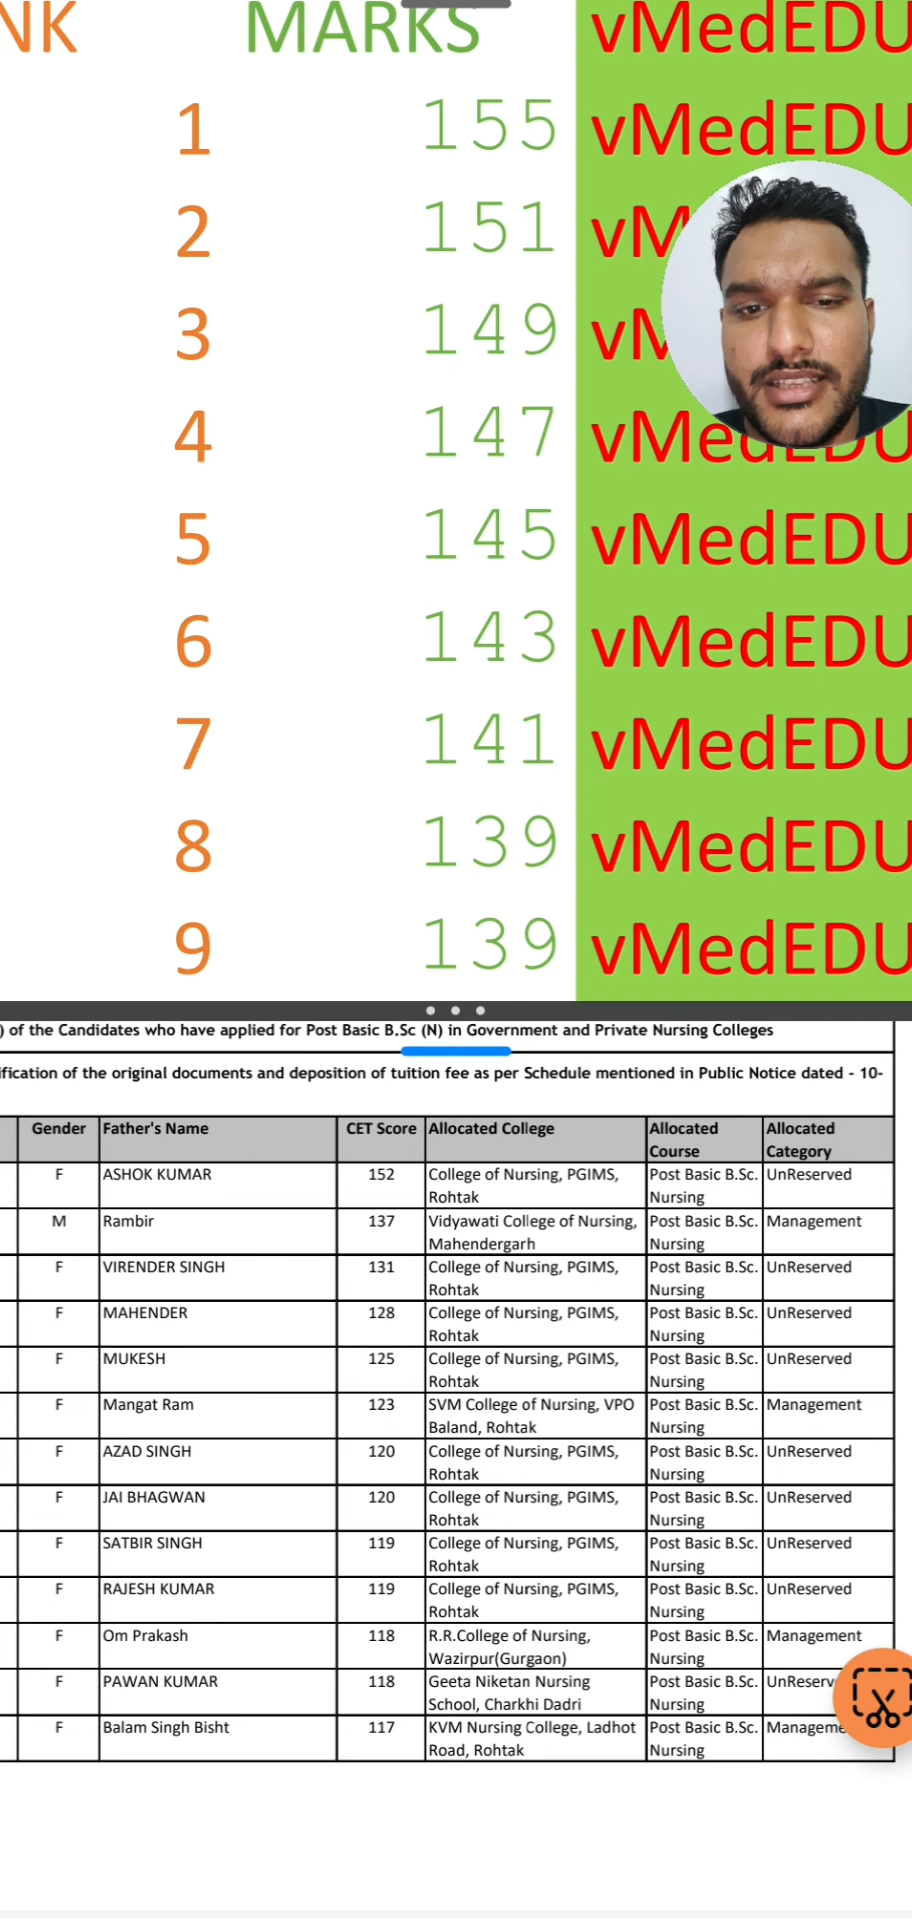 NK MARKS vMedEDU
1 155 vMedEDU
2 151 vM
3 149 vM
4 147 vMedEDU
5 145 vMedEDU
6 143 vMedEDU
7 141 vMedEDU
8 139 vMedEDU
9 139 vMedEDU
) of the Candidates who have applied for Post Basic B.Sc (N) in Government and Private Nursing Colleges
ification of the original documents and deposition of tuition fee as per Schedule mentioned in Public Notice dated - 10-
Gender Father's Name CET Score Allocated College Allocated Allocated
Course Category
F ASHOK KUMAR 152 College of Nursing, PGIMS, Post Basic B.Sc. UnReserved
Rohtak Nursing
M Rambir 137 Vidyawati College of Nursing, Post Basic B.Sc. Management
Mahendergarh Nursing
F VIRENDER SINGH 131 College of Nursing, PGIMS, Post Basic B.Sc. UnReserved
Rohtak Nursing
F MAHENDER 128 College of Nursing, PGIMS, Post Basic B.Sc. UnReserved
Rohtak Nursing
F MUKESH 125 College of Nursing, PGIMS, Post Basic B.Sc. UnReserved
Rohtak Nursing
F Mangat Ram 123 SVM College of Nursing, VPO Post Basic B.Sc. Management
Baland, Rohtak Nursing
F AZAD SINGH 120 College of Nursing, PGIMS, Post Basic B.Sc. UnReserved
Rohtak Nursing
F JAI BHAGWAN 120 College of Nursing, PGIMS, Post Basic B.Sc. UnReserved
Rohtak Nursing
F SATBIR SINGH 119 College of Nursing, PGIMS, Post Basic B.Sc. UnReserved
Rohtak Nursing
F RAJESH KUMAR 119 College of Nursing, PGIMS, Post Basic B.Sc. UnReserved
Rohtak Nursing
F Om Prakash 118 R.R.College of Nursing, Post Basic B.Sc. Management
Wazirpur(Gurgaon) Nursing
F PAWAN KUMAR 118 Geeta Niketan Nursing Post Basic B.Sc. UnReserv
School, Charkhi Dadri Nursing
F Balam Singh Bisht 117 KVM Nursing College, Ladhot Post Basic B.Sc. Manageme
Road, Rohtak Nursing